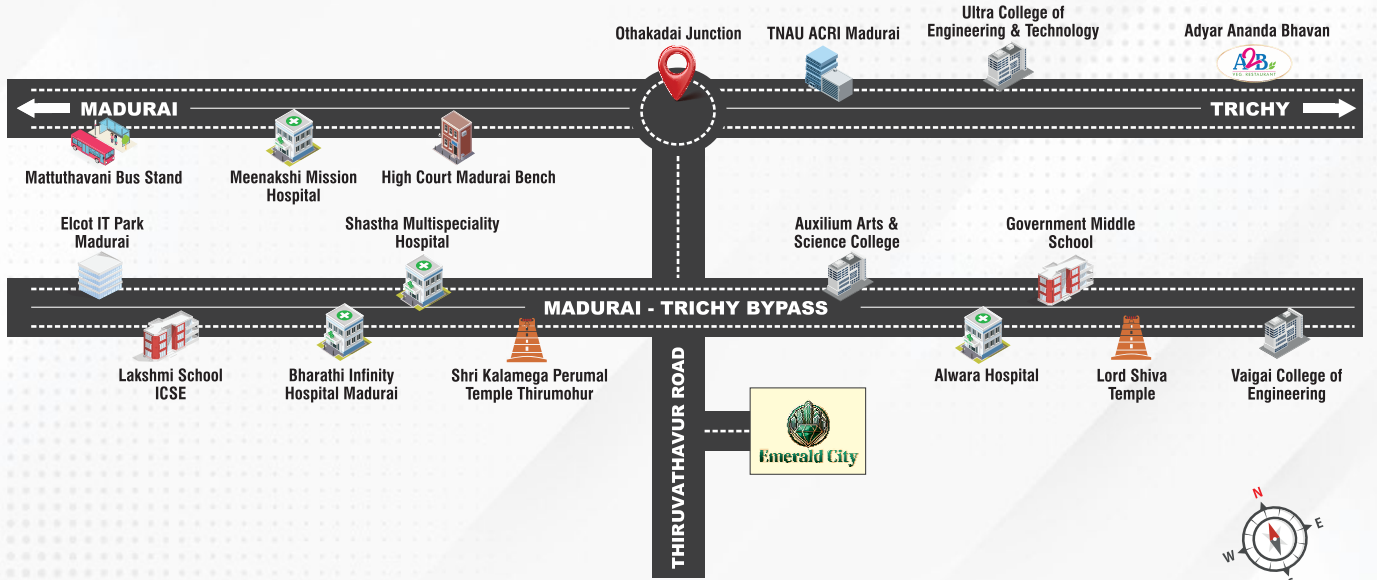 Othakadai Junction
TNAU ACRI Madurai
Ultra College of
Engineering & Technology
Adyar Ananda Bhavan
A2B
VEG. RESTAURANT
MADURAI
TRICHY
Mattuthavani Bus Stand
Meenakshi Mission
Hospital
High Court Madurai Bench
Elcot IT Park
Madurai
Shastha Multispeciality
Hospital
Auxilium Arts &
Science College
Government Middle
School
MADURAI - TRICHY BYPASS
Lakshmi School
ICSE
Bharathi Infinity
Hospital Madurai
Shri Kalamega Perumal
Temple Thirumohur
THIRUVATHAVUR ROAD
Alwara Hospital
Lord Shiva
Temple
Vaigai College of
Engineering
Emerald City
N
E
W